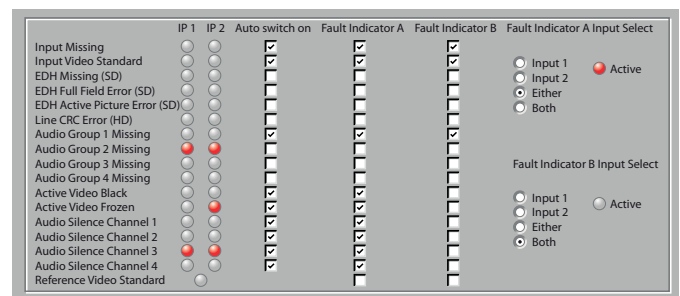 IP 1 IP 2 Auto switch on Fault Indicator A Fault Indicator B Fault Indicator A Input Select
Input Missing
Input Video Standard
EDH Missing (SD)
EDH Full Field Error (SD)
EDH Active Picture Error (SD)
Line CRC Error (HD)
Audio Group 1 Missing
Audio Group 2 Missing
Audio Group 3 Missing
Audio Group 4 Missing
Active Video Black
Active Video Frozen
Audio Silence Channel 1
Audio Silence Channel 2
Audio Silence Channel 3
Audio Silence Channel 4
Reference Video Standard
Input 1
Input 2
Either
Both
Active
Fault Indicator B Input Select
Input 1
Input 2
Either
Both
Active